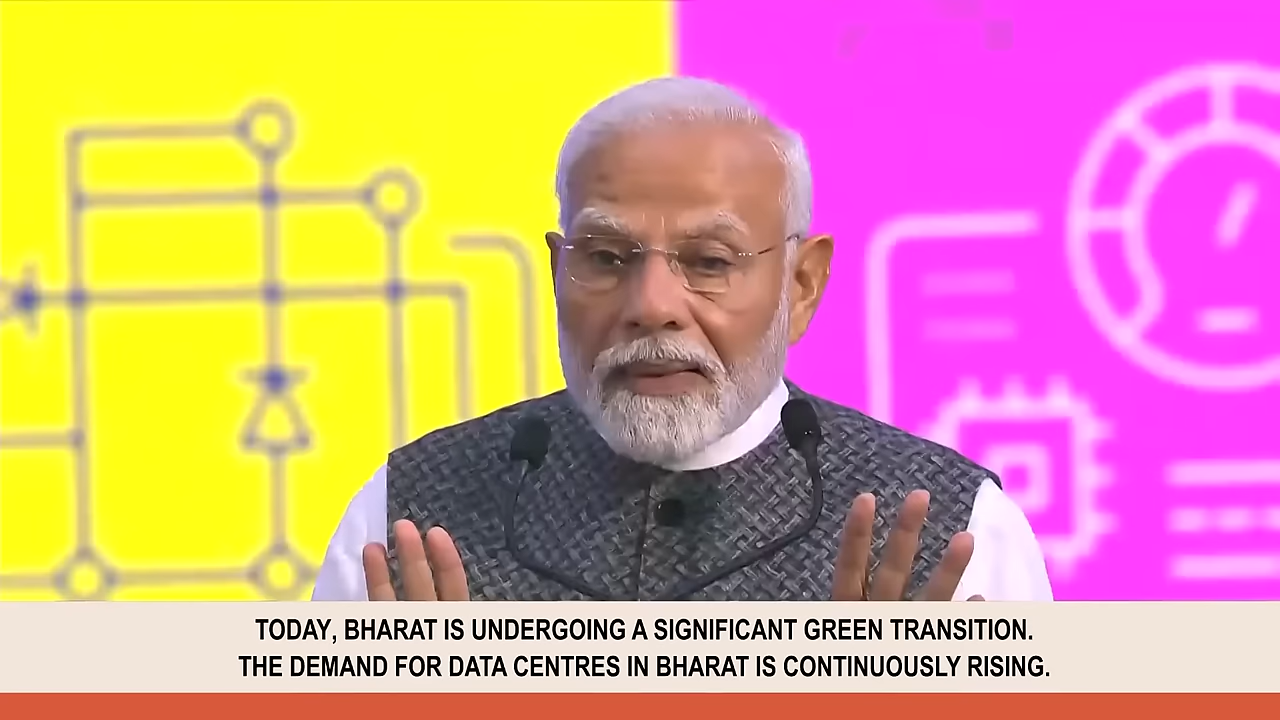 TODAY, BHARAT IS UNDERGOING A SIGNIFICANT GREEN TRANSITION.
THE DEMAND FOR DATA CENTRES IN BHARAT IS CONTINUOUSLY RISING.